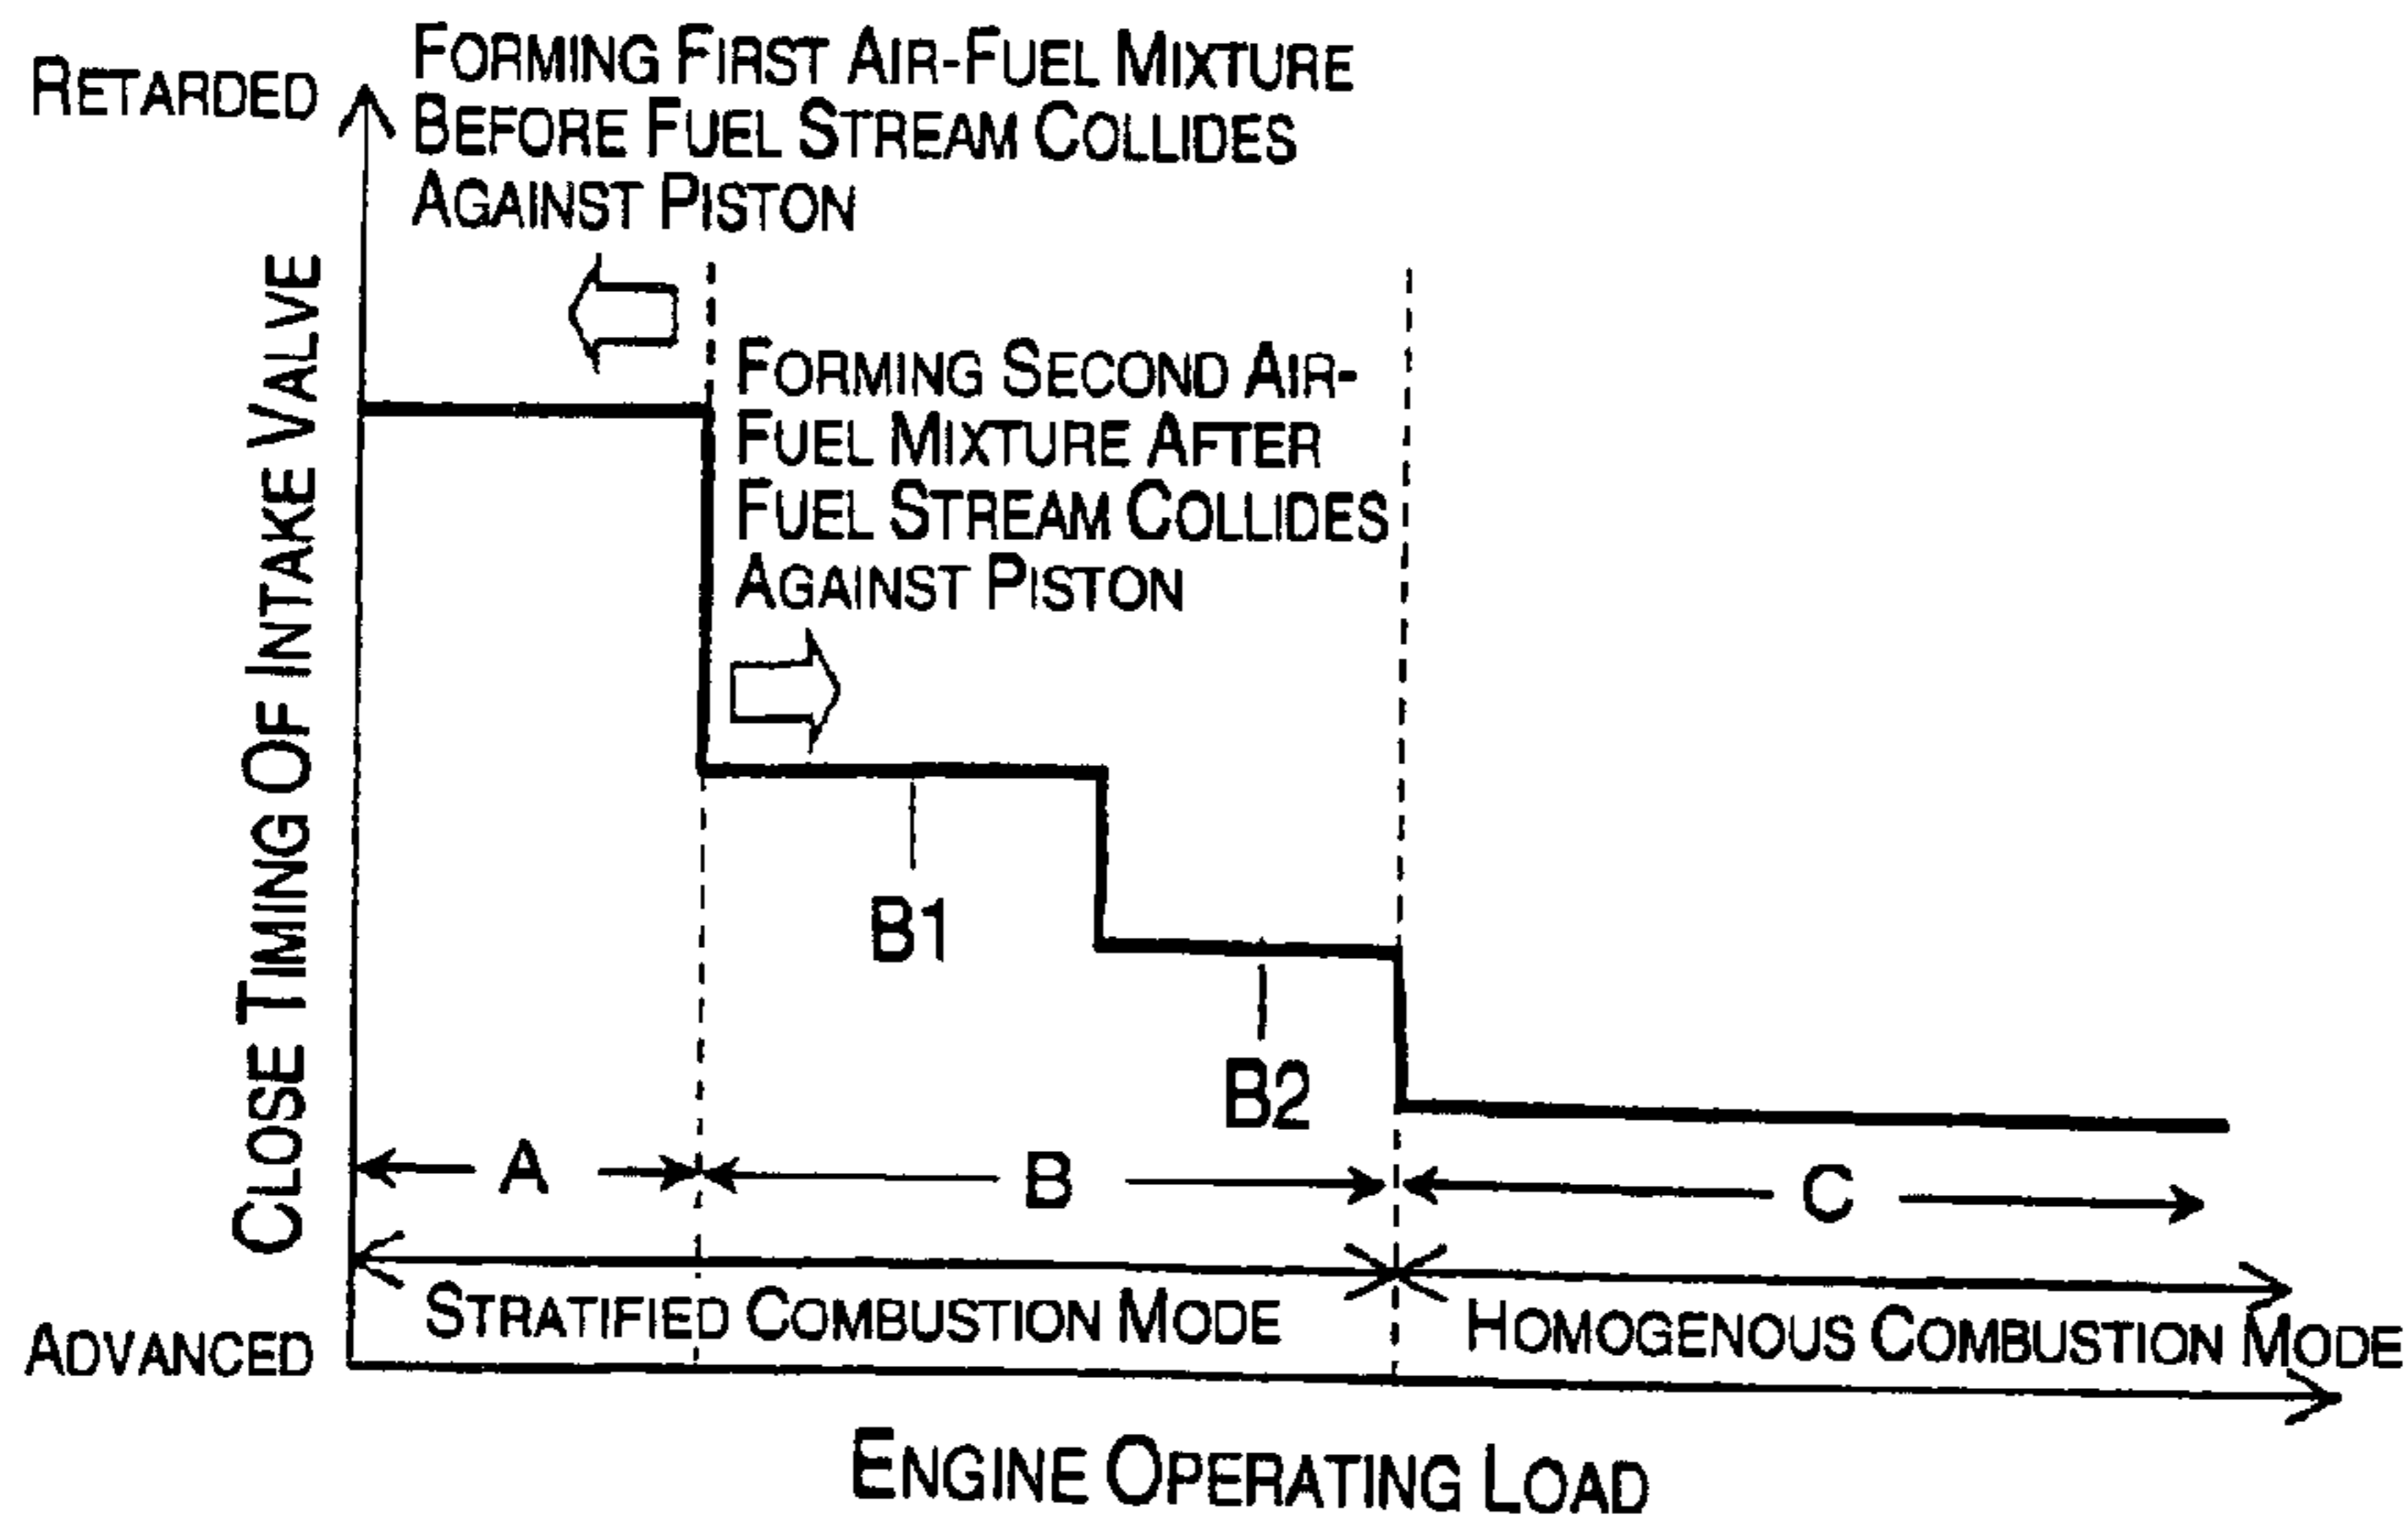 RETARDED
FORMING FIRST AIR-FUEL MIXTURE
BEFORE FUEL STREAM COLLIDES
AGAINST PISTON
FORMING SECOND AIR-
FUEL MIXTURE AFTER
FUEL STREAM COLLIDES
AGAINST PISTON
CLOSE TIMING OF INTAKE VALVE
B1
B2
A
B
C
STRATIFIED COMBUSTION MODE
HOMOGENOUS COMBUSTION MODE
ADVANCED
ENGINE OPERATING LOAD